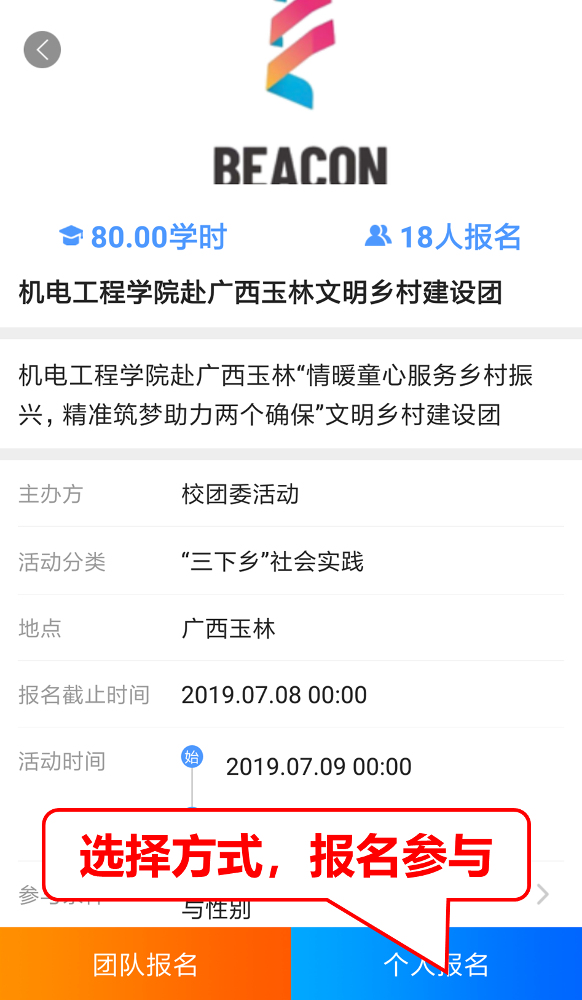 BEACON
80.00学时
18人报名
机电工程学院赴广西玉林文明乡村建设团
机电工程学院赴广西玉林“情暖童心服务乡村振
兴，精准筑梦助力两个确保”文明乡村建设团
主办方
校团委活动
活动分类
“三下乡”社会实践
地点
广西玉林
报名截止时间
2019.07.08 00:00
活动时间
始
2019.07.09 00:00
选择方式，报名参与
参与条件
与性别
团队报名
个人报名